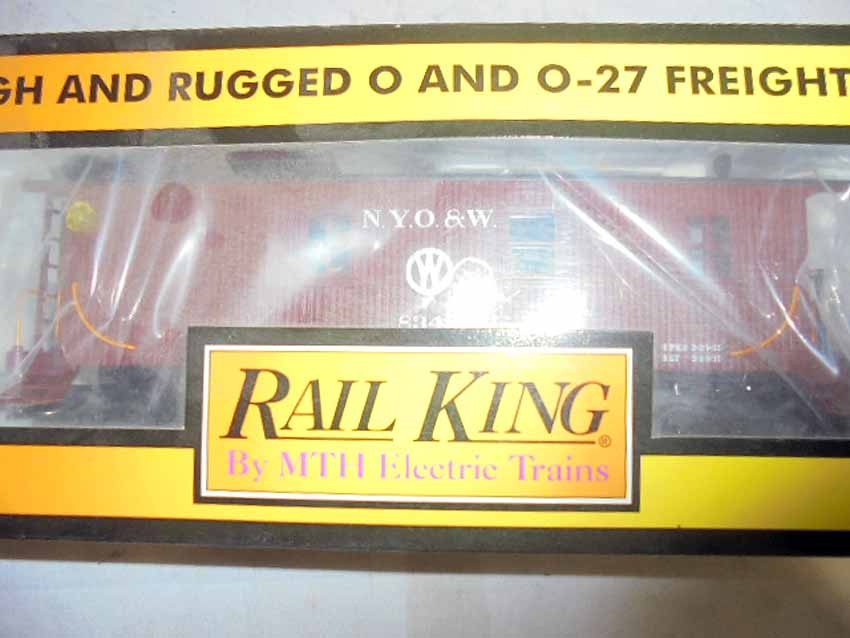 GH AND RUGGED O AND O-27 FREIGHT
N.Y.O.&W.
W
RAIL KING®
By MTH Electric Trains